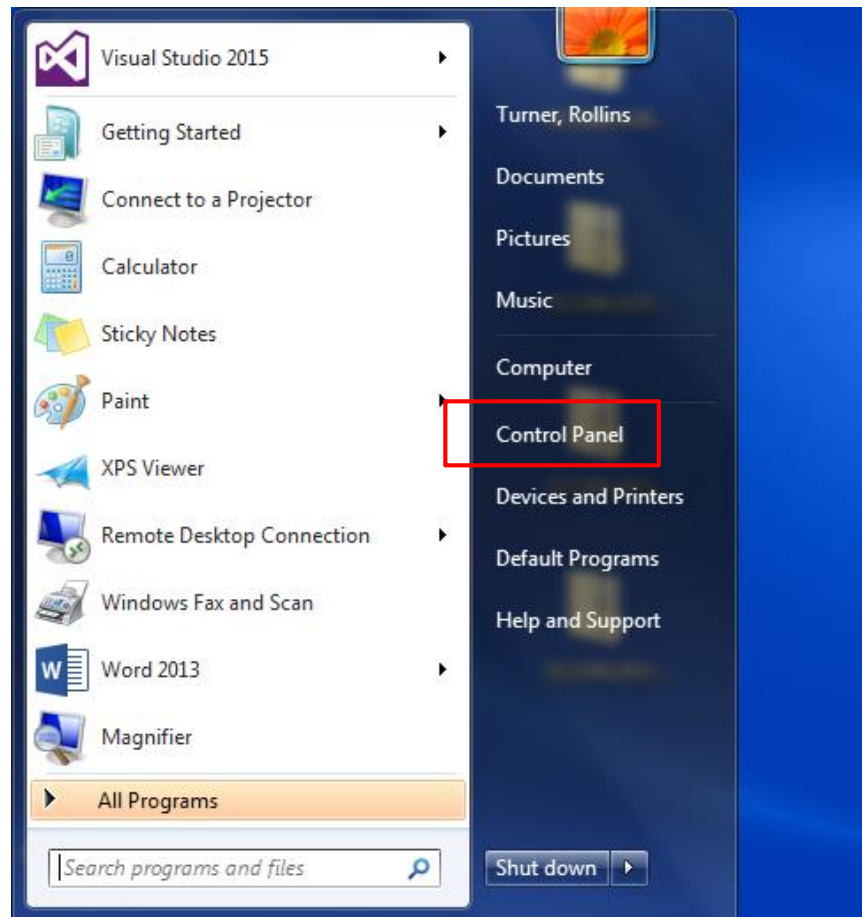 Visual Studio 2015
Getting Started
Connect to a Projector
Calculator
Sticky Notes
Paint
XPS Viewer
Remote Desktop Connection
Windows Fax and Scan
Word 2013
Magnifier
All Programs
Search programs and files
Turner, Rollins
Documents
Pictures
Music
Computer
Control Panel
Devices and Printers
Default Programs
Help and Support
Shut down